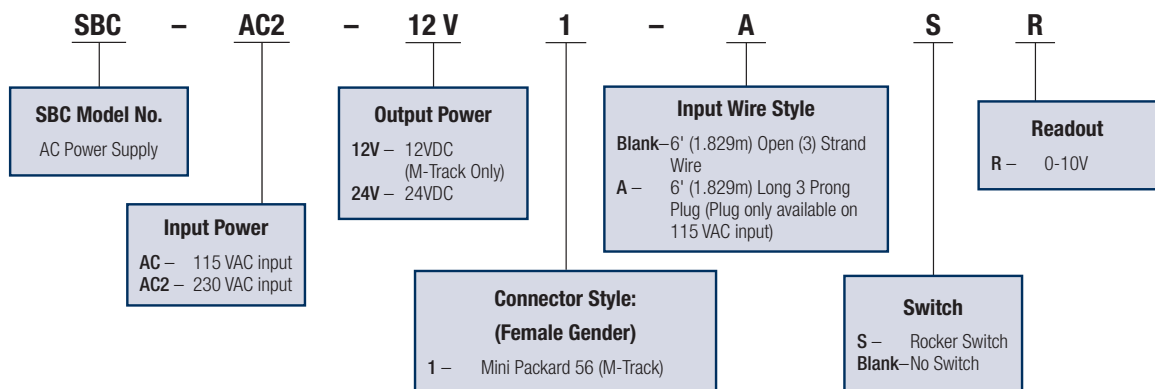 SBC – AC2 – 12 V 1 – A S R
SBC Model No.
AC Power Supply
Input Power
AC – 115 VAC input
AC2 – 230 VAC input
Output Power
12V – 12VDC
(M-Track Only)
24V – 24VDC
Connector Style:
(Female Gender)
1 – Mini Packard 56 (M-Track)
Input Wire Style
Blank–6' (1.829m) Open (3) Strand
Wire
A – 6' (1.829m) Long 3 Prong
Plug (Plug only available on
115 VAC input)
Switch
S – Rocker Switch
Blank–No Switch
Readout
R – 0-10V